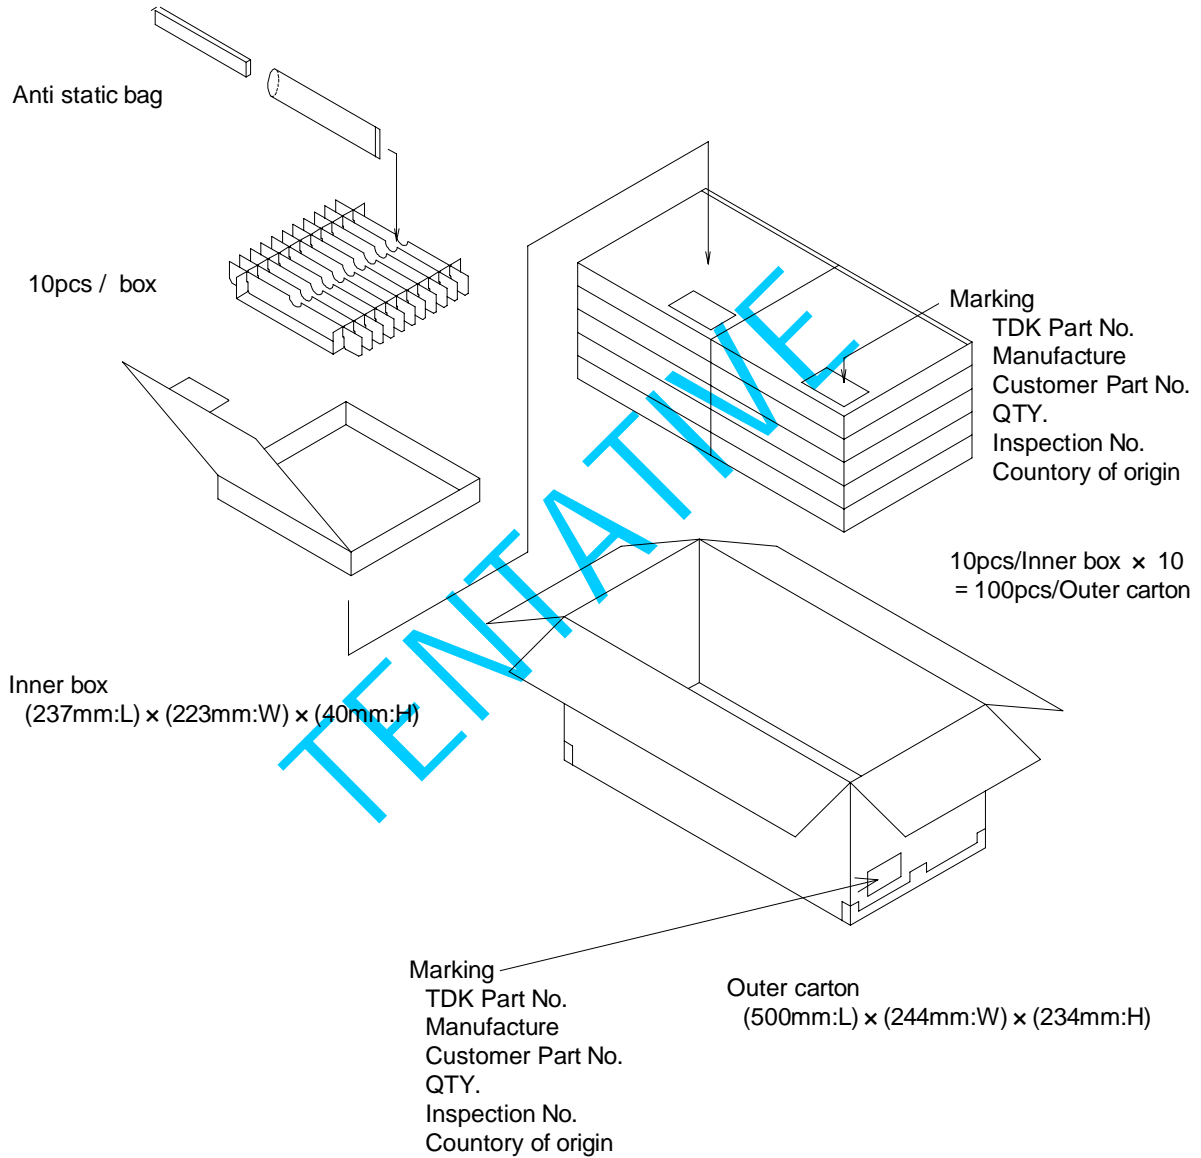 Anti static bag
10pcs / box
Marking
TDK Part No.
Manufacture
Customer Part No.
QTY.
Inspection No.
Countory of origin
10pcs/Inner box × 10
= 100pcs/Outer carton
Inner box
(237mm:L) × (223mm:W) × (40mm:H)
TENTATIVE
Marking
TDK Part No.
Manufacture
Customer Part No.
QTY.
Inspection No.
Countory of origin
Outer carton
(500mm:L) × (244mm:W) × (234mm:H)